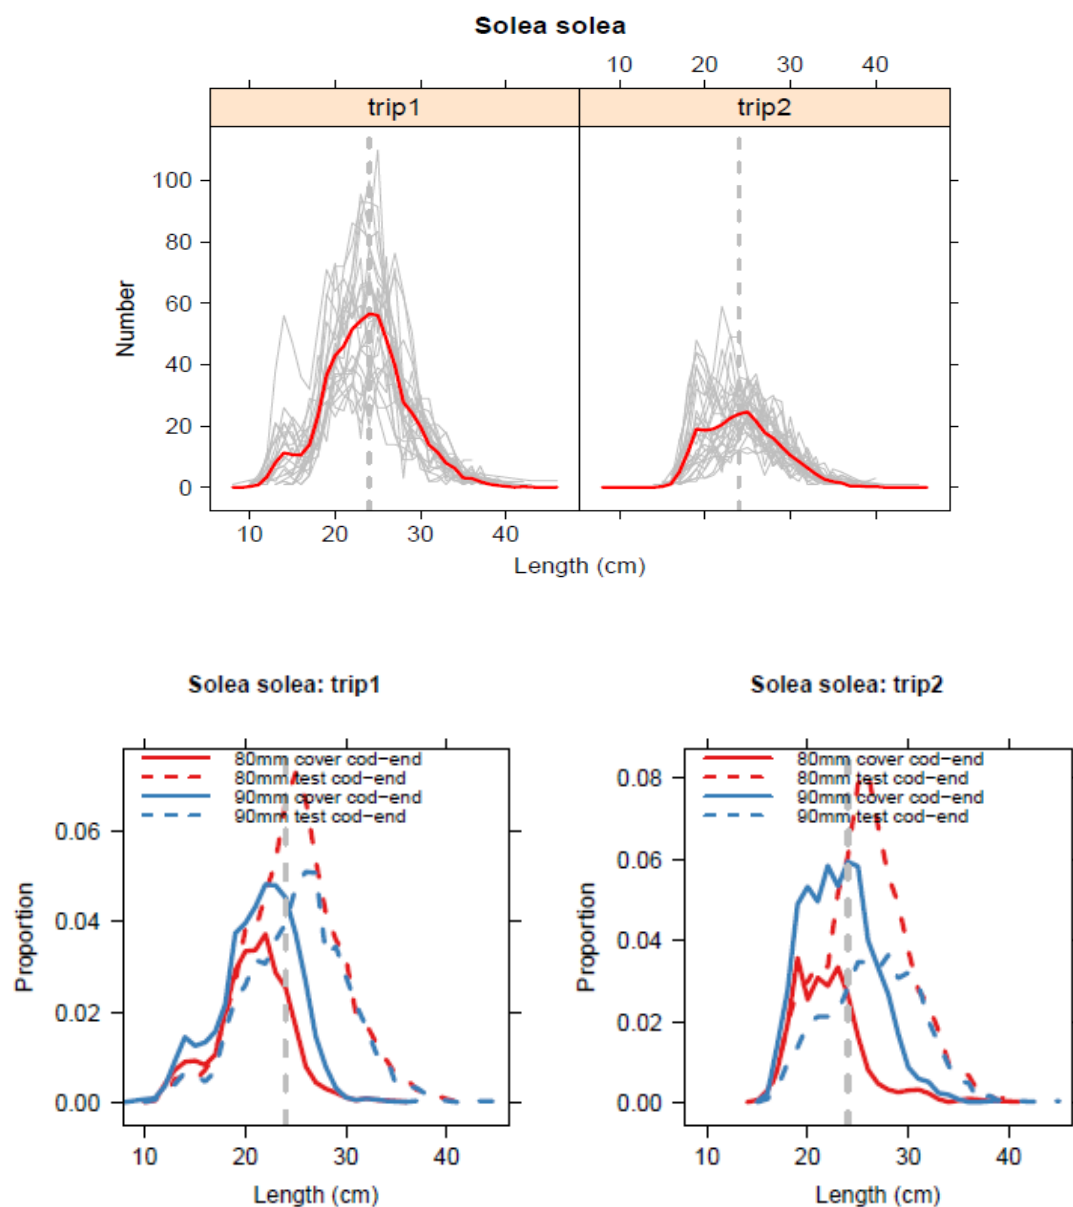 Solea solea
10 20 30 40
trip1 trip2
100
80
60
40
20
0
Number
10 20 30 40
Length (cm)
Solea solea: trip1
80mm cover cod-end
80mm test cod-end
90mm cover cod-end
90mm test cod-end
0.06
0.04
0.02
0.00
Proportion
10 20 30 40
Length (cm)
Solea solea: trip2
80mm cover cod-end
80mm test cod-end
90mm cover cod-end
90mm test cod-end
0.08
0.06
0.04
0.02
0.00
Proportion
10 20 30 40
Length (cm)